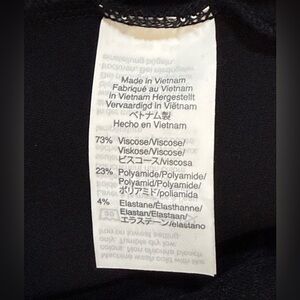 Made in Vietnam
Fabriqué au Vietnam
In Vietnam Hergestellt
Vervaardigd in Viëtnam
ベトナム製
Hecho en Vietnam
73% Viscose/Viscose/
Viskose/Viscose/
ビスコース/viscosa
23% Polyamide/Polyamide/
Polyamid/Polyamide/
ポリアミド/poliamida
4% Elastane/Élasthanne/
Elastan/Elastaan/
エラステーン/elastano